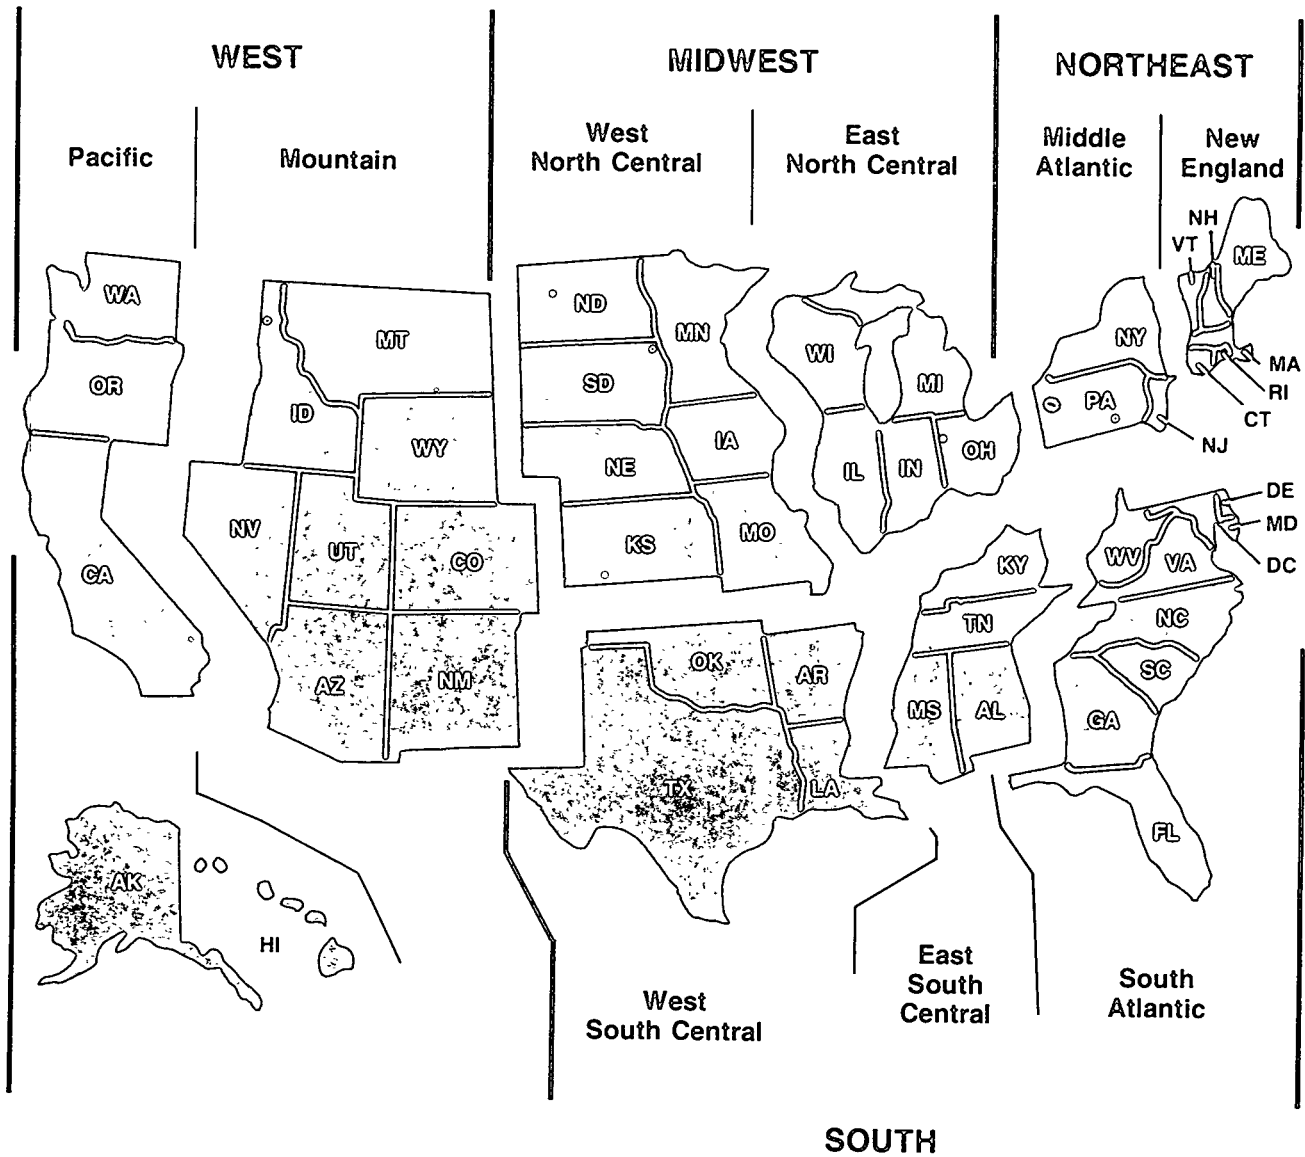 WEST
MIDWEST
NORTHEAST
Pacific
Mountain
West
North Central
East
North Central
Middle
Atlantic
New
England
WA
OR
CA
MT
ID
WY
NV
UT
CO
AZ
NM
ND
SD
NE
KS
MN
IA
MO
WI
MI
IL
IN
OH
NY
PA
NJ
NH
VT
ME
MA
RI
CT
KY
TN
MS
AL
DE
MD
DC
WV
VA
NC
SC
GA
FL
OK
AR
TX
LA
AK
HI
West
South Central
East
South
Central
South
Atlantic
SOUTH